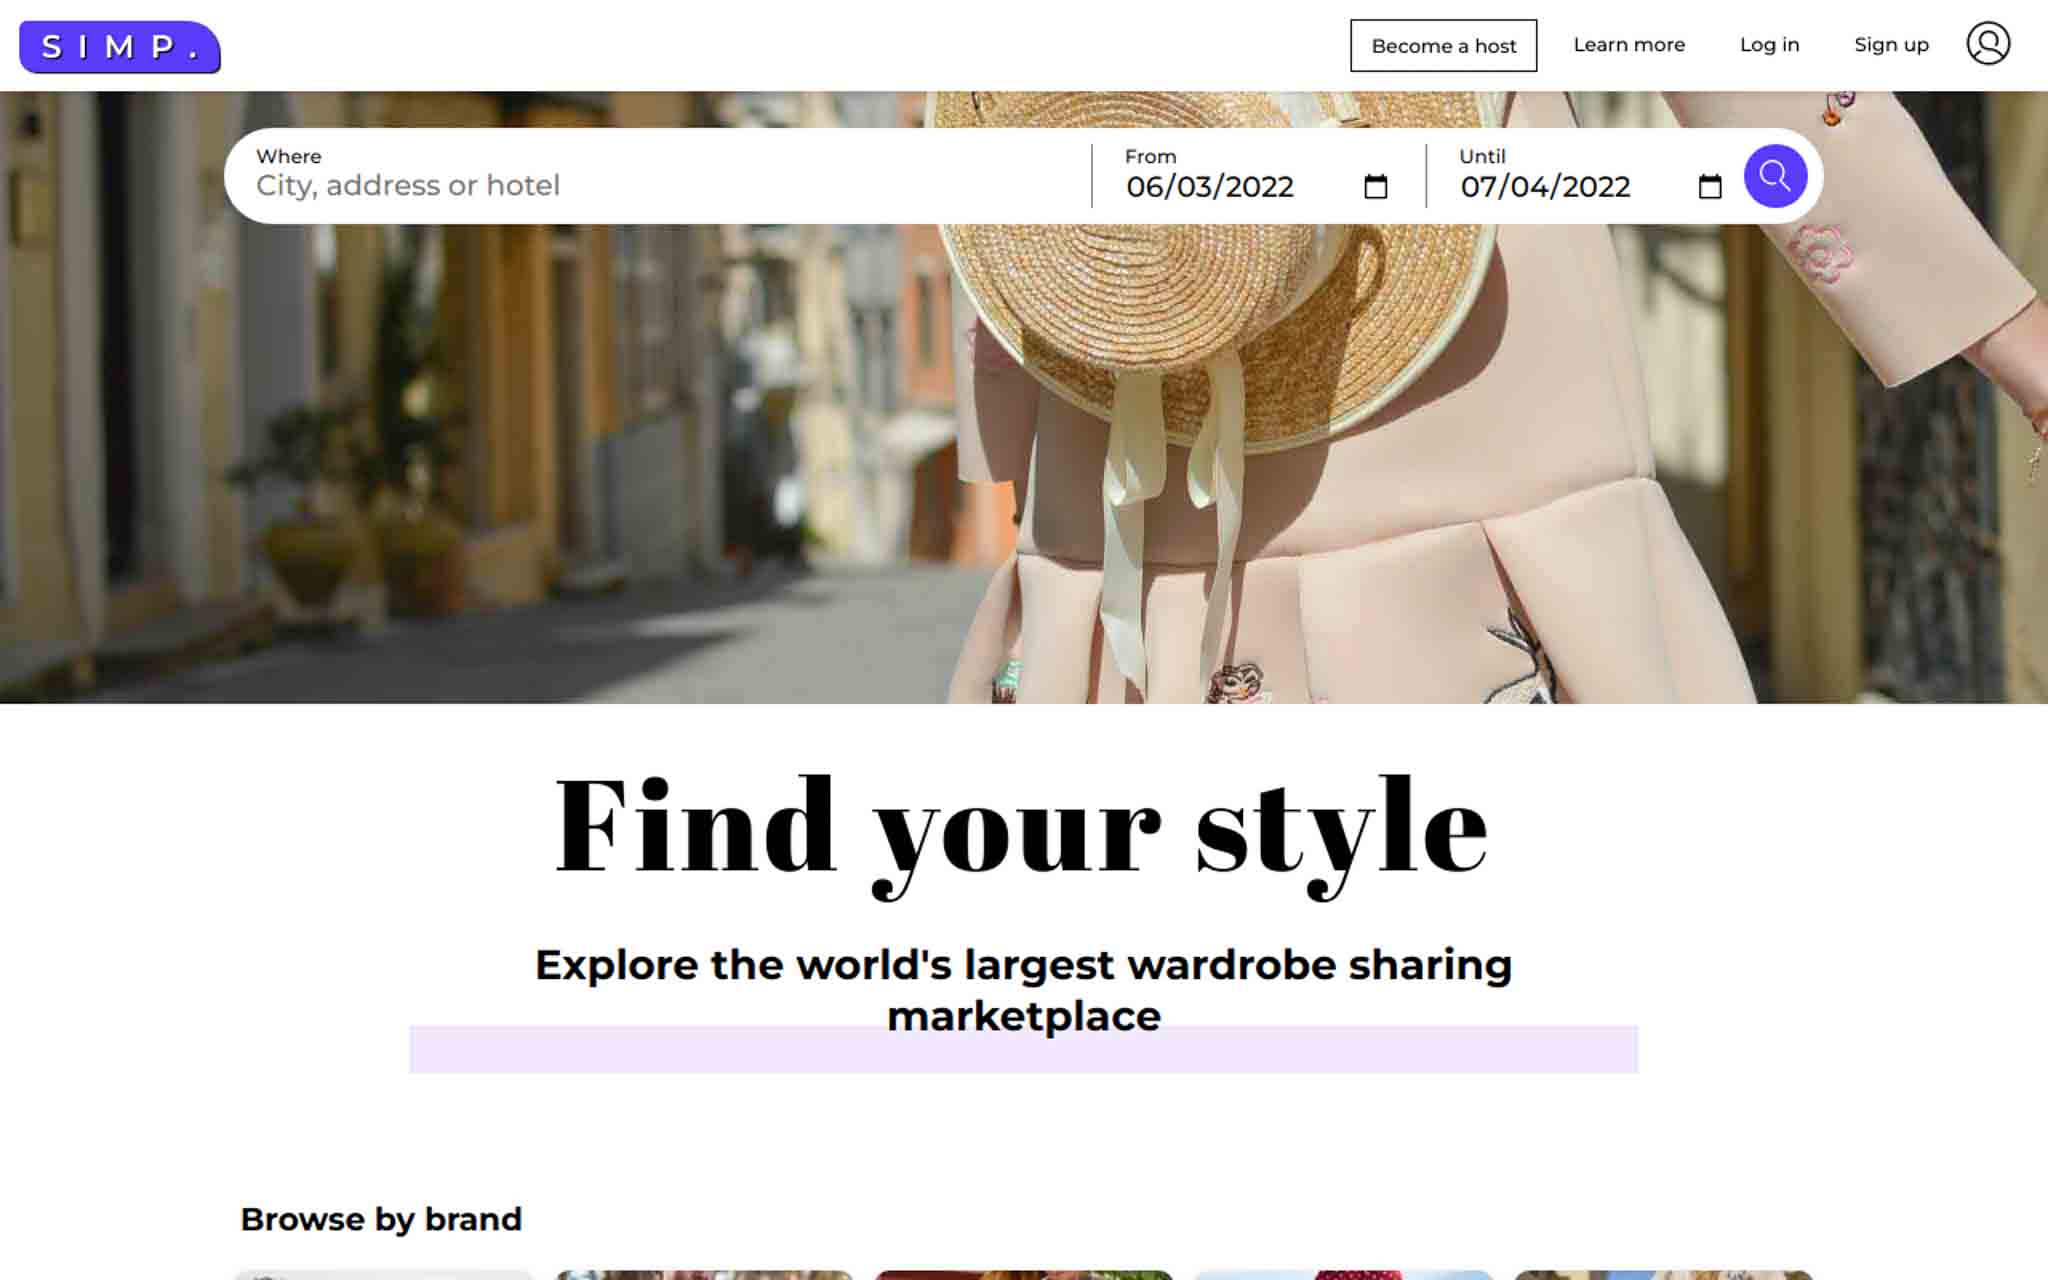 SIMP.
Become a host
Learn more
Log in
Sign up
Where
City, address or hotel
From
06/03/2022
Until
07/04/2022
Find your style
Explore the world's largest wardrobe sharing
marketplace
Browse by brand